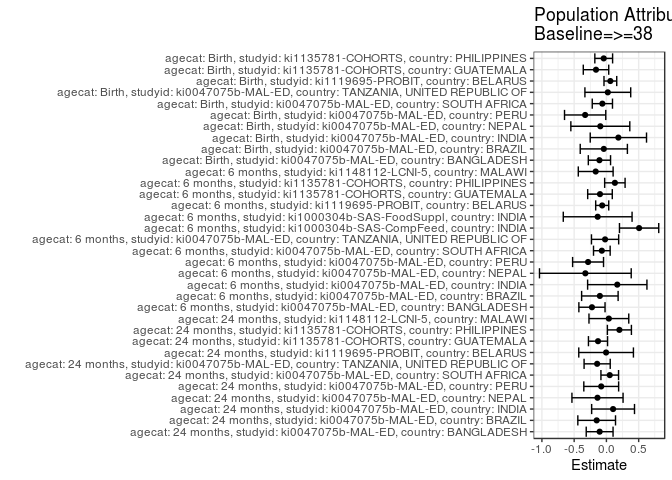 Population Attribu
Baseline=>=38
agecat: Birth, studyid: ki1135781-COHORTS, country: PHILIPPINES
agecat: Birth, studyid: ki1135781-COHORTS, country: GUATEMALA
agecat: Birth, studyid: ki1119695-PROBIT, country: BELARUS
agecat: Birth, studyid: ki0047075b-MAL-ED, country: TANZANIA, UNITED REPUBLIC OF
agecat: Birth, studyid: ki0047075b-MAL-ED, country: SOUTH AFRICA
agecat: Birth, studyid: ki0047075b-MAL-ED, country: PERU
agecat: Birth, studyid: ki0047075b-MAL-ED, country: NEPAL
agecat: Birth, studyid: ki0047075b-MAL-ED, country: INDIA
agecat: Birth, studyid: ki0047075b-MAL-ED, country: BRAZIL
agecat: Birth, studyid: ki0047075b-MAL-ED, country: BANGLADESH
agecat: 6 months, studyid: ki1148112-LCNI-5, country: MALAWI
agecat: 6 months, studyid: ki1135781-COHORTS, country: PHILIPPINES
agecat: 6 months, studyid: ki1135781-COHORTS, country: GUATEMALA
agecat: 6 months, studyid: ki1119695-PROBIT, country: BELARUS
agecat: 6 months, studyid: ki1000304b-SAS-FoodSuppl, country: INDIA
agecat: 6 months, studyid: ki1000304b-SAS-CompFeed, country: INDIA
agecat: 6 months, studyid: ki0047075b-MAL-ED, country: TANZANIA, UNITED REPUBLIC OF
agecat: 6 months, studyid: ki0047075b-MAL-ED, country: SOUTH AFRICA
agecat: 6 months, studyid: ki0047075b-MAL-ED, country: PERU
agecat: 6 months, studyid: ki0047075b-MAL-ED, country: NEPAL
agecat: 6 months, studyid: ki0047075b-MAL-ED, country: INDIA
agecat: 6 months, studyid: ki0047075b-MAL-ED, country: BRAZIL
agecat: 6 months, studyid: ki0047075b-MAL-ED, country: BANGLADESH
agecat: 24 months, studyid: ki1148112-LCNI-5, country: MALAWI
agecat: 24 months, studyid: ki1135781-COHORTS, country: PHILIPPINES
agecat: 24 months, studyid: ki1135781-COHORTS, country: GUATEMALA
agecat: 24 months, studyid: ki1119695-PROBIT, country: BELARUS
agecat: 24 months, studyid: ki0047075b-MAL-ED, country: TANZANIA, UNITED REPUBLIC OF
agecat: 24 months, studyid: ki0047075b-MAL-ED, country: SOUTH AFRICA
agecat: 24 months, studyid: ki0047075b-MAL-ED, country: PERU
agecat: 24 months, studyid: ki0047075b-MAL-ED, country: NEPAL
agecat: 24 months, studyid: ki0047075b-MAL-ED, country: INDIA
agecat: 24 months, studyid: ki0047075b-MAL-ED, country: BRAZIL
agecat: 24 months, studyid: ki0047075b-MAL-ED, country: BANGLADESH
-1.0 -0.5 0.0 0.5
Estimate